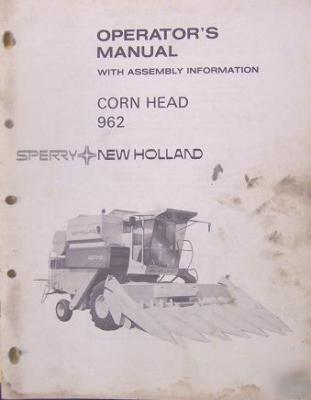 OPERATOR'S
MANUAL
WITH ASSEMBLY INFORMATION
CORN HEAD
962
SPERRY NEW HOLLAND